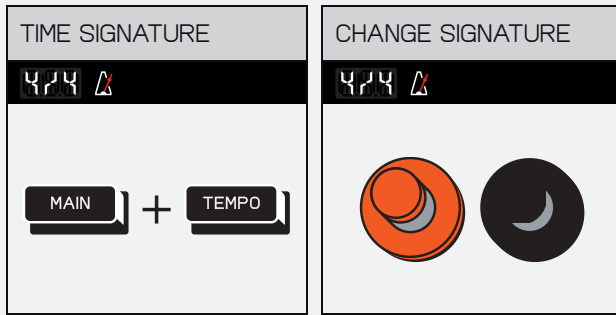 TIME SIGNATURE
4/4
MAIN + TEMPO
CHANGE SIGNATURE
4/4